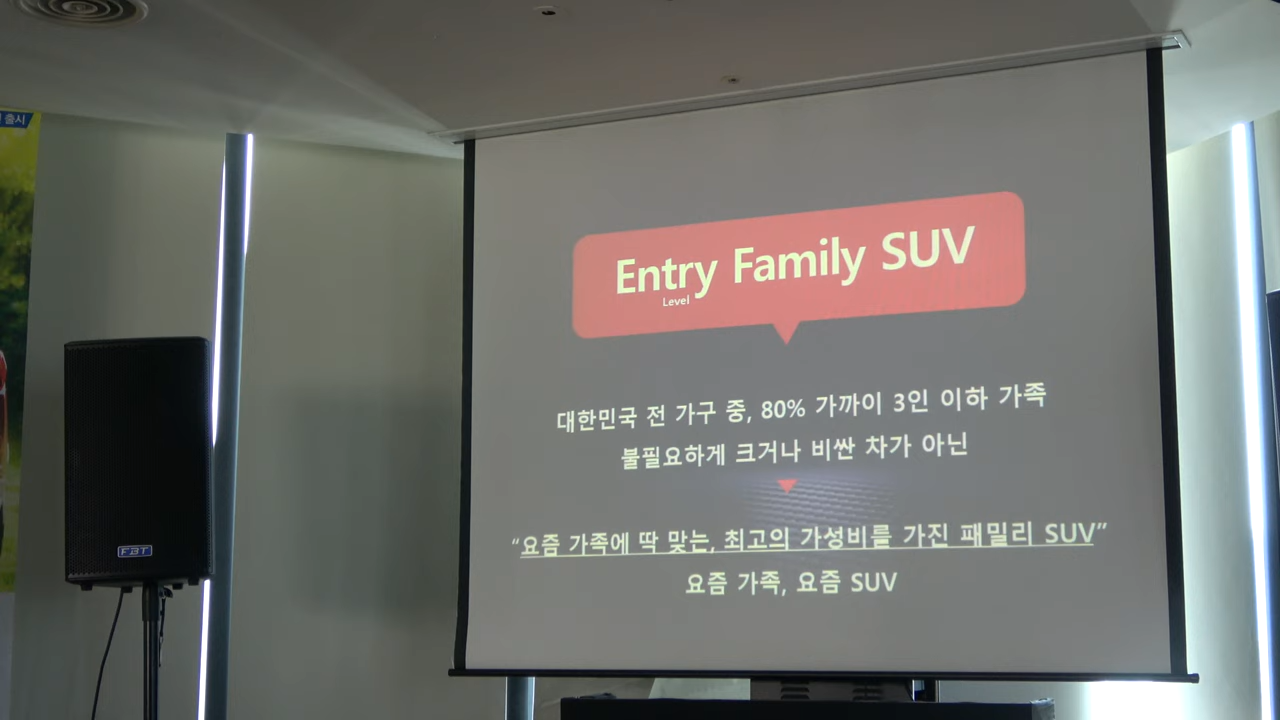 출시
Entry Family SUV
Level
대한민국 전 가구 중, 80% 가까이 3인 이하 가족
불필요하게 크거나 비싼 차가 아닌
“요즘 가족에 딱 맞는, 최고의 가성비를 가진 패밀리 SUV”
요즘 가족, 요즘 SUV
FBT